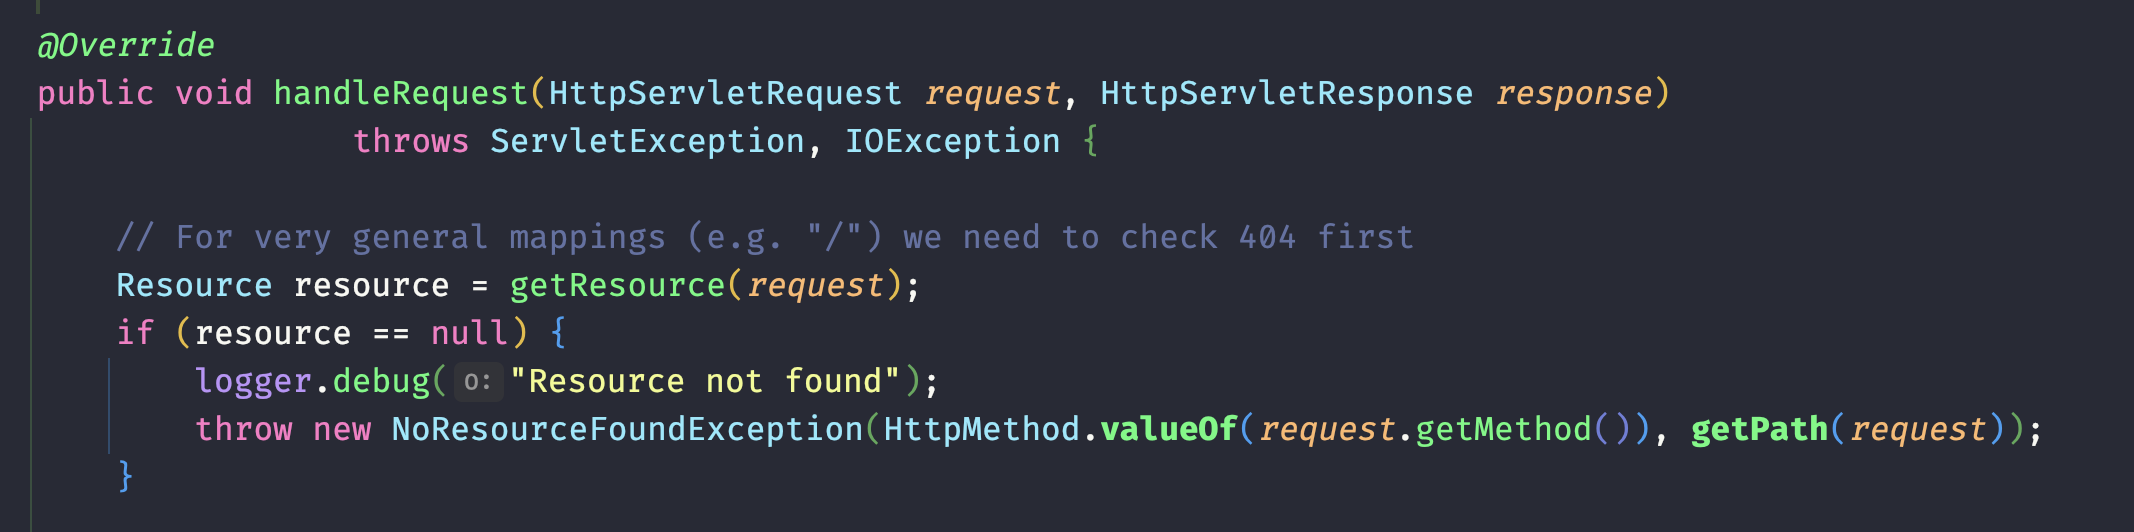 @Override
public void handleRequest(HttpServletRequest request, HttpServletResponse response)
throws ServletException, IOException {
// For very general mappings (e.g. "/") we need to check 404 first
Resource resource = getResource(request);
if (resource == null) {
logger.debug( o: "Resource not found");
throw new NoResourceFoundException(HttpMethod.valueOf(request.getMethod()), getPath(request));
}